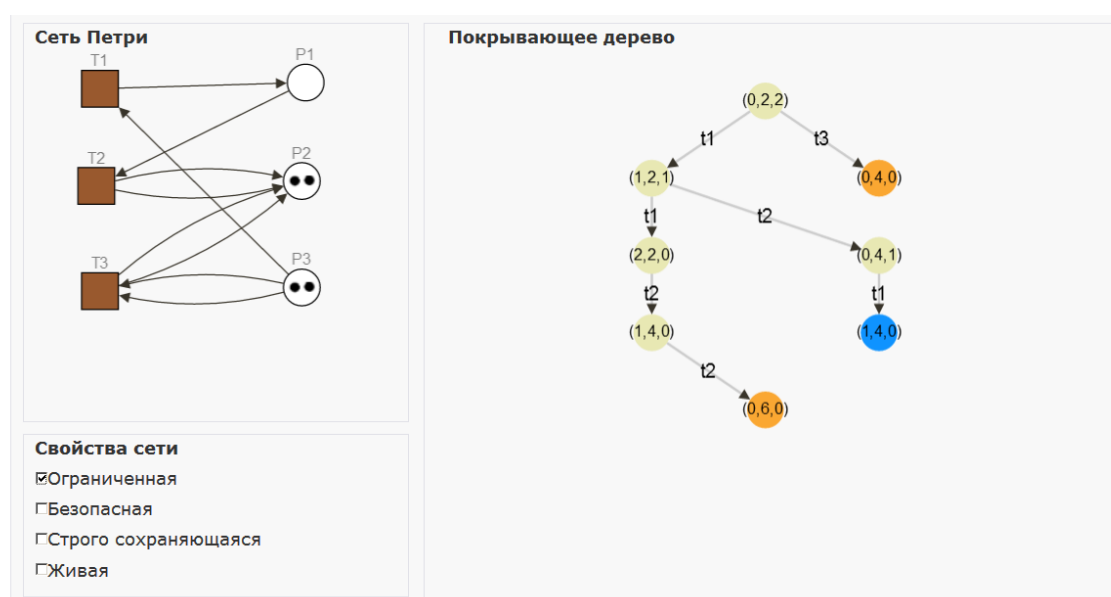 Сеть Петри
T1
P1
T2
P2
T3
P3
Свойства сети
Ограниченная
Безопасная
Строго сохраняющаяся
Живая
Покрывающее дерево
(0,2,2)
t1
t3
(1,2,1)
(0,4,0)
t1
t2
(2,2,0)
(0,4,1)
t2
t1
(1,4,0)
(1,4,0)
t2
(0,6,0)